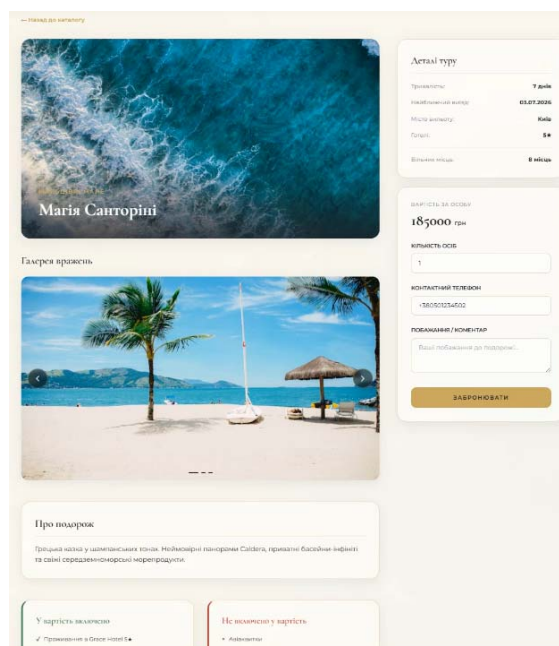 ← Назад до каталогу
Магія Санторіні
Галерея вражень
Про подорож
Грецька казка у шампанських тонах. Неймовірні панорами Caldera, приватні басейни інфініті
та свіжі середземноморські морепродукти.
У вартість включено
✓ Проживання в Grace Hotel 5★
Не включено у вартість
• Авіаквитки
Деталі туру
Тривалість: 7 днів
Найближчий виїзд: 03.07.2026
Місто вильоту: Київ
Готель: 5★
Вільних місць: 8 місць
ВАРТІСТЬ ЗА ОСОБУ
185000 грн
КІЛЬКІСТЬ ОСІБ
1
КОНТАКТНИЙ ТЕЛЕФОН
+380501234502
ПОБАЖАННЯ / КОМЕНТАР
Ваші побажання до подорожі...
ЗАБРОНЮВАТИ